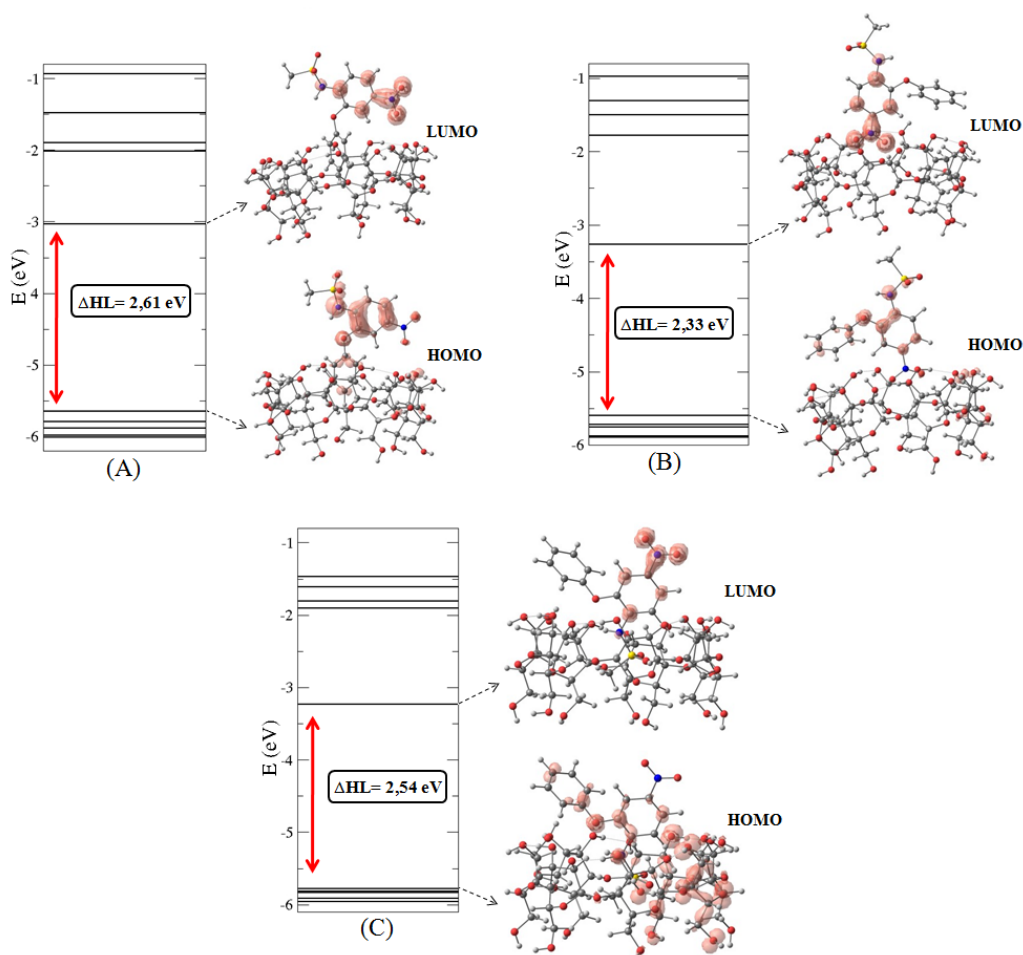 -1
-2
-3
-4
-5
-6
E (eV)
ΔHL= 2,61 eV
LUMO
HOMO
(A)
-1
-2
-3
-4
-5
-6
E (eV)
ΔHL= 2,33 eV
LUMO
HOMO
(B)
-1
-2
-3
-4
-5
-6
E (eV)
ΔHL= 2,54 eV
LUMO
HOMO
(C)